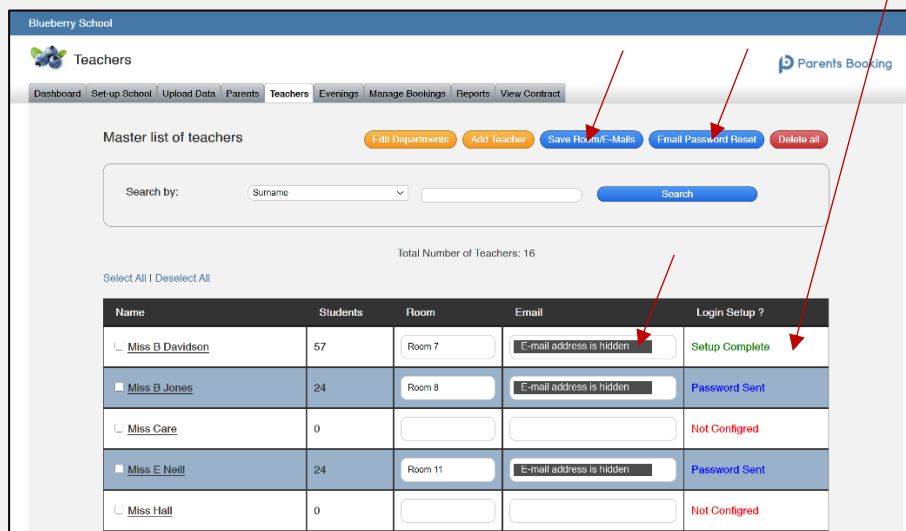 Blueberry School
Teachers
Parents Booking
Dashboard Set-up School Upload Data Parents Teachers Evenings Manage Bookings Reports View Contract
Master list of teachers Edit Departments Add Teacher Save Room/E-Mails Email Password Reset Delete all
Search by: Surname Search
Total Number of Teachers: 16
Select All | Deselect All
Name Students Room Email Login Setup ?
Miss B Davidson 57 Room 7 E-mail address is hidden Setup Complete
Miss B Jones 24 Room 8 E-mail address is hidden Password Sent
Miss Care 0 Not Configred
Miss E Neill 24 Room 11 E-mail address is hidden Password Sent
Miss Hall 0 Not Configred